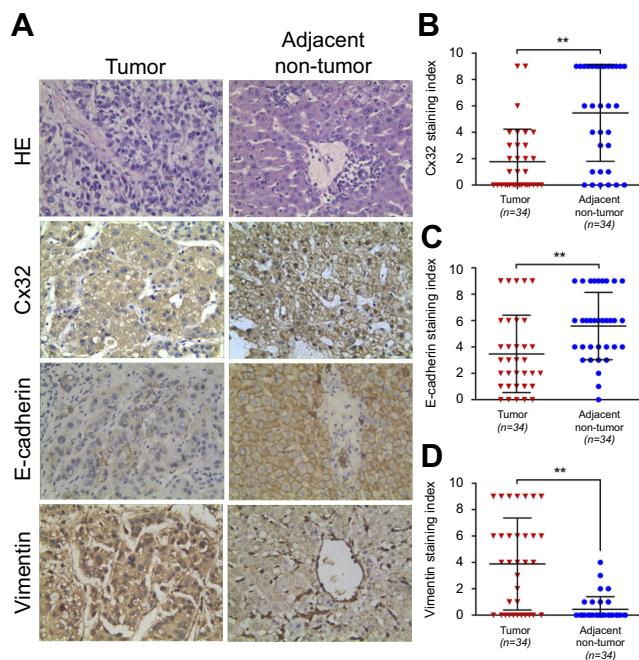 A
Tumor
Adjacent
non-tumor
HE
Cx32
E-cadherin
Vimentin
B
**
Cx32 staining index
10
8
6
4
2
0
Tumor
(n=34)
Adjacent
non-tumor
(n=34)
C
**
E-cadherin staining index
10
8
6
4
2
0
Tumor
(n=34)
Adjacent
non-tumor
(n=34)
D
**
Vimentin staining index
10
8
6
4
2
0
Tumor
(n=34)
Adjacent
non-tumor
(n=34)